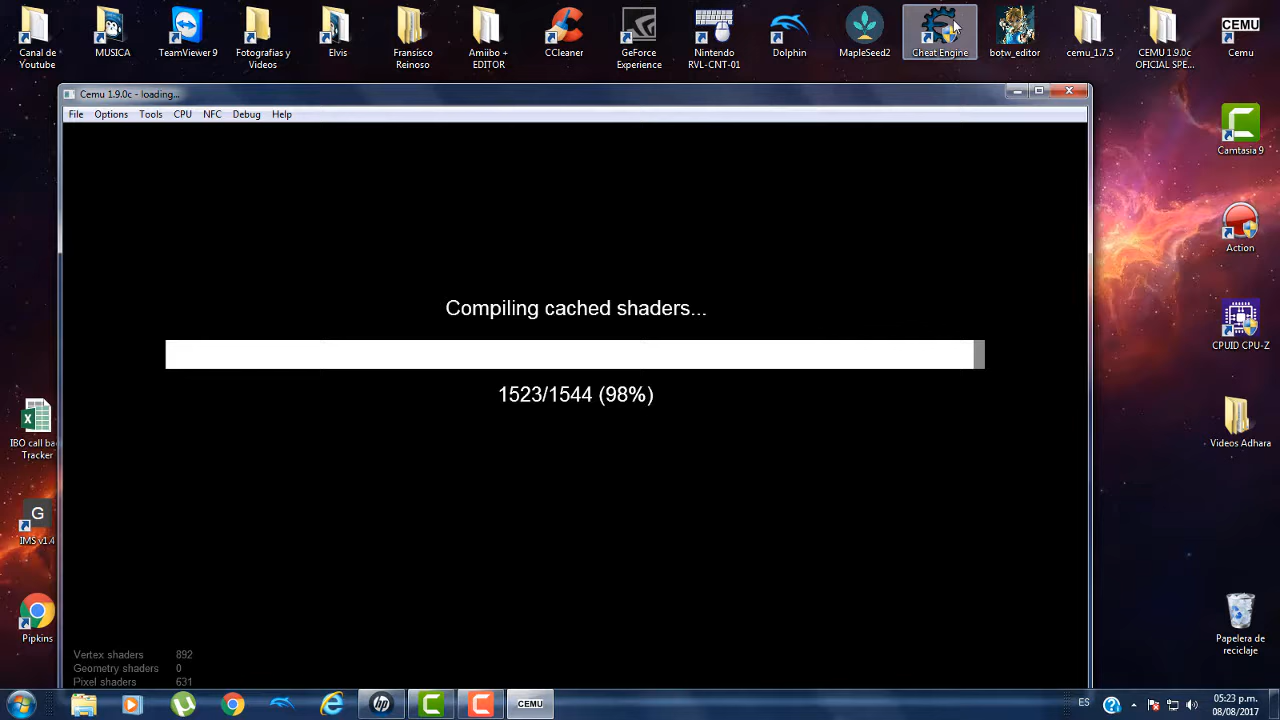 Canal de
Youtube
MUSICA
TeamViewer 9
Fotografias y
Videos
Elvis
Fransisco
Reinoso
Amiibo +
EDITOR
CCleaner
GeForce
Experience
Nintendo
RVL-CNT-01
Dolphin
MapleSeed2
Cheat Engine
botw_editor
cemu_1.7.5
CEMU 1.9.0c
OFICIAL SPE...
CEMU
Cemu
Cemu 1.9.0c - loading...
File Options Tools CPU NFC Debug Help
Camtasia 9
Action
Compiling cached shaders...
CPUID CPU-Z
1523/1544 (98%)
IBO call ba
Tracker
Videos Adhara
G
IMS v1.4
Pipkins
Papelera de
reciclaje
Vertex shaders 892
Geometry shaders 0
Pixel shaders 631
hp
CEMU
ES
05:23 p.m.
08/08/2017